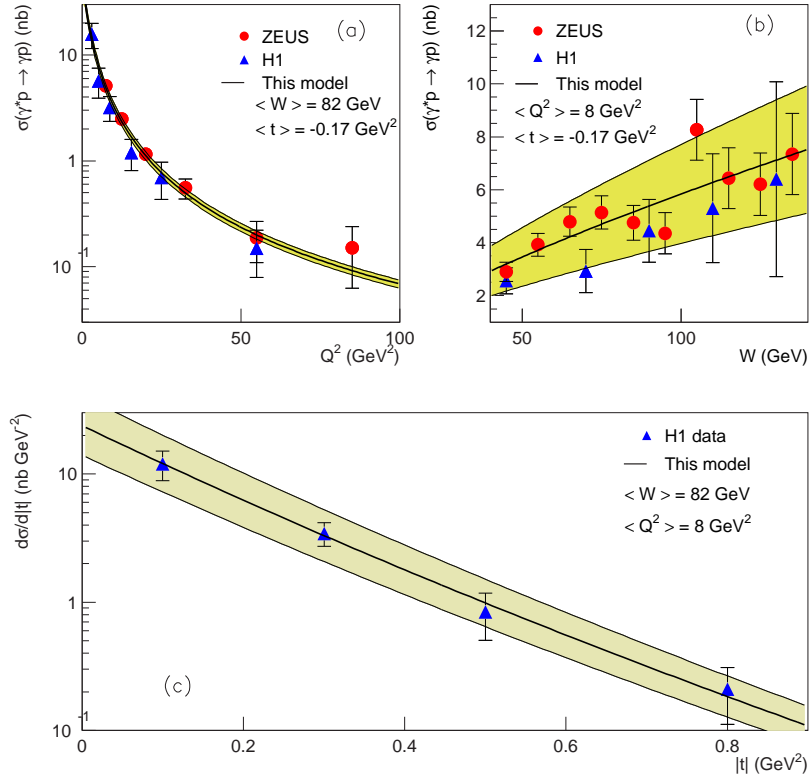 σ(γ*p → γp) (nb)
10
1
10⁻¹
(a)
ZEUS
H1
This model
< W > = 82 GeV
< t > = -0.17 GeV²
0 50 100
Q² (GeV²)
σ(γ*p → γp) (nb)
12
10
8
6
4
2
(b)
ZEUS
H1
This model
< Q² > = 8 GeV²
< t > = -0.17 GeV²
50 100
W (GeV)
dσ/d|t| (nb GeV⁻²)
10
1
10⁻¹
H1 data
This model
< W > = 82 GeV
< Q² > = 8 GeV²
(c)
0 0.2 0.4 0.6 0.8
|t| (GeV²)